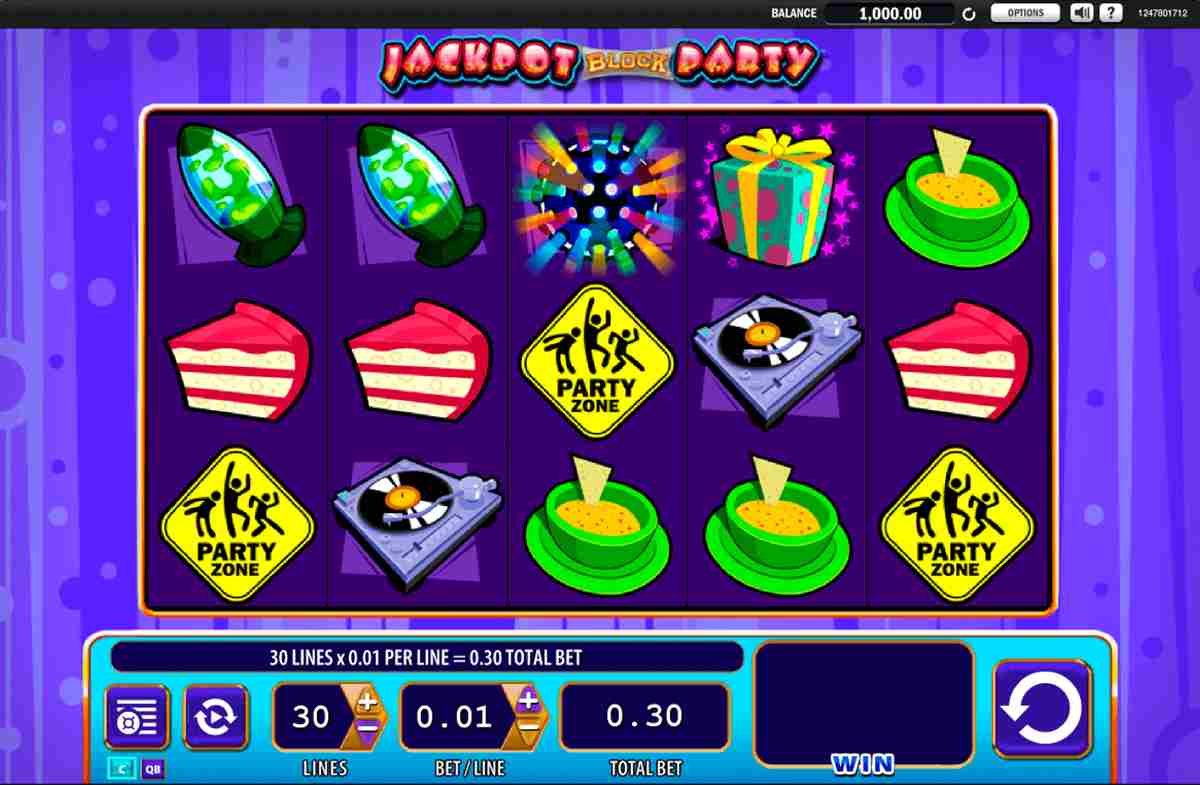 BALANCE 1,000.00 OPTIONS ? 1247801712
JACKPOT BLOCK PARTY
PARTY
ZONE
PARTY
ZONE
PARTY
ZONE
30 LINES x 0.01 PER LINE = 0.30 TOTAL BET
30 + 0.01 + 0.30
C QB LINES BET/LINE TOTAL BET WIN